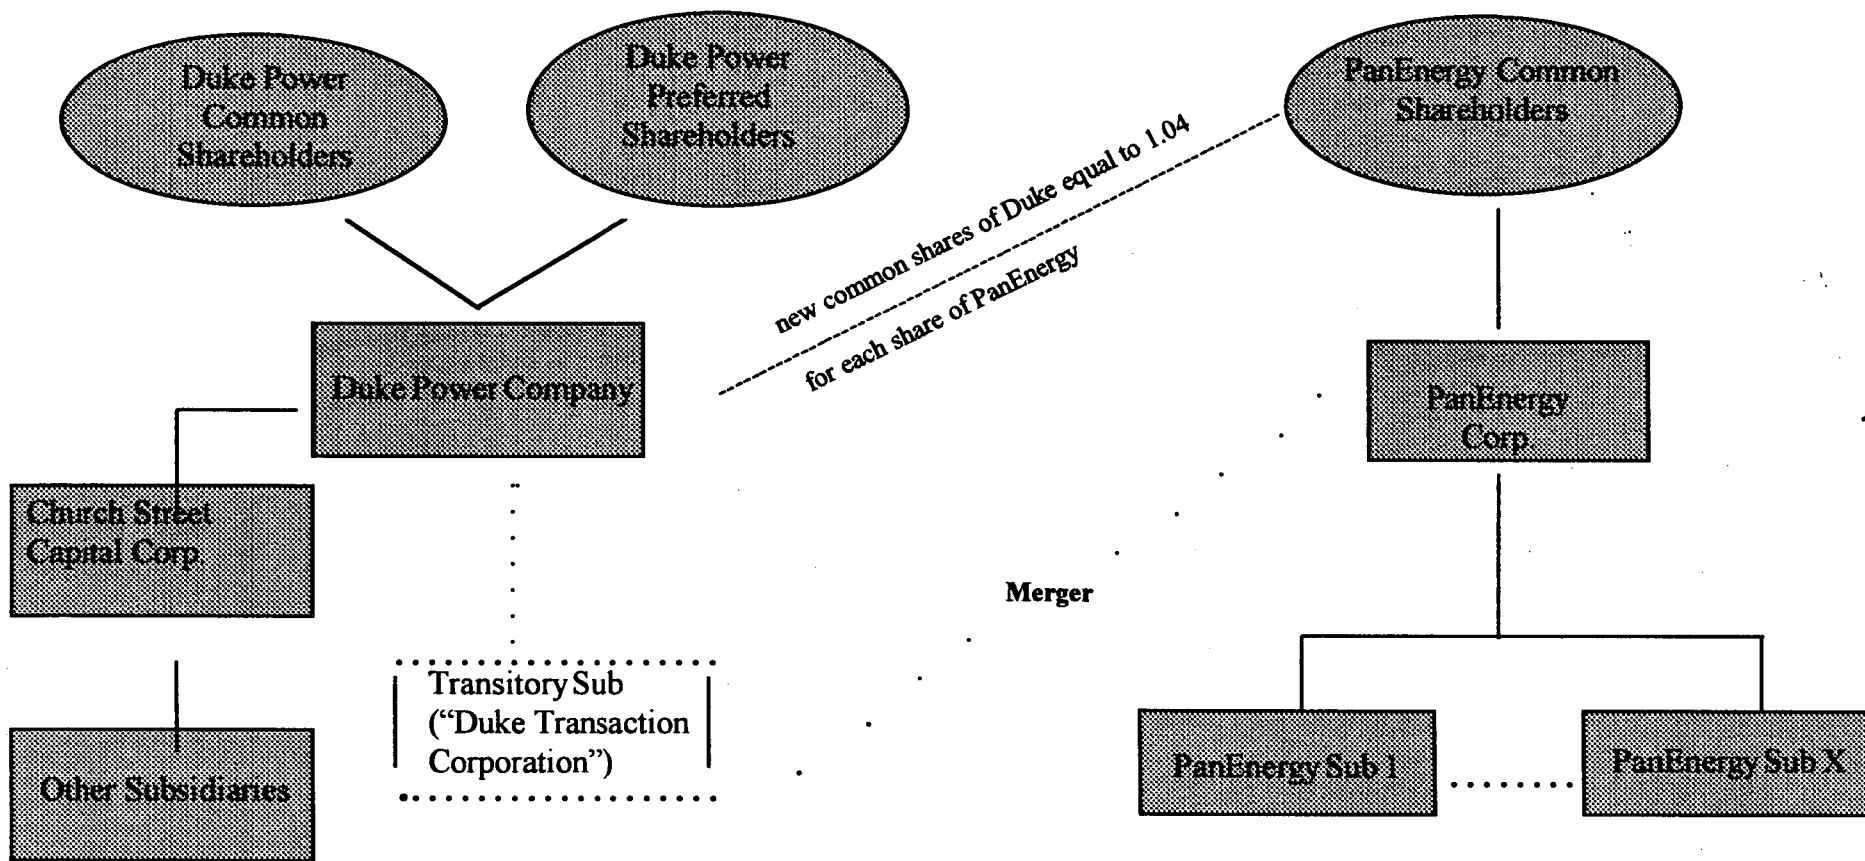 Duke Power
Common
Shareholders
Duke Power
Preferred
Shareholders
PanEnergy Common
Shareholders
new common shares of Duke equal to 1.04
for each share of PanEnergy
Duke Power Company
PanEnergy
Corp.
Church Street
Capital Corp.
Merger
Transitory Sub
(“Duke Transaction
Corporation”)
Other Subsidiaries
PanEnergy Sub 1
PanEnergy Sub X